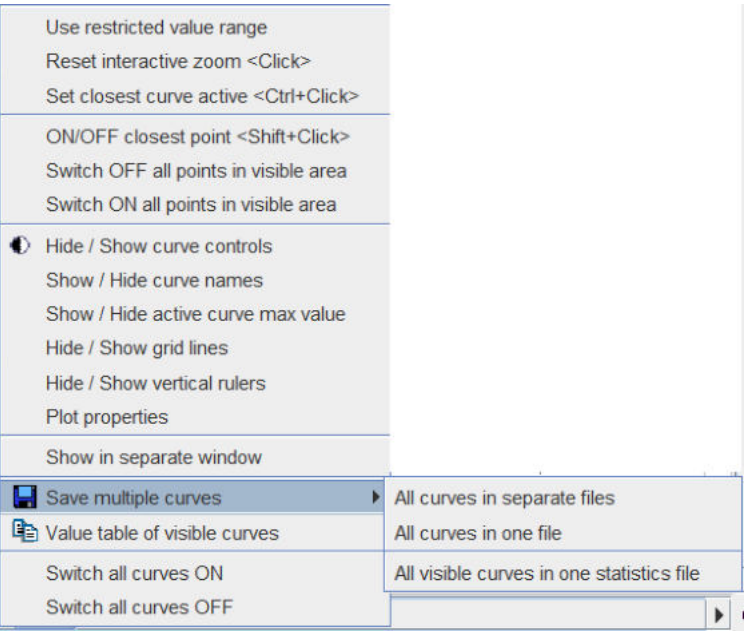 Use restricted value range
Reset interactive zoom <Click>
Set closest curve active <Ctrl+Click>
ON/OFF closest point <Shift+Click>
Switch OFF all points in visible area
Switch ON all points in visible area
Hide / Show curve controls
Show / Hide curve names
Show / Hide active curve max value
Hide / Show grid lines
Hide / Show vertical rulers
Plot properties
Show in separate window
Save multiple curves
All curves in separate files
Value table of visible curves
All curves in one file
Switch all curves ON
All visible curves in one statistics file
Switch all curves OFF